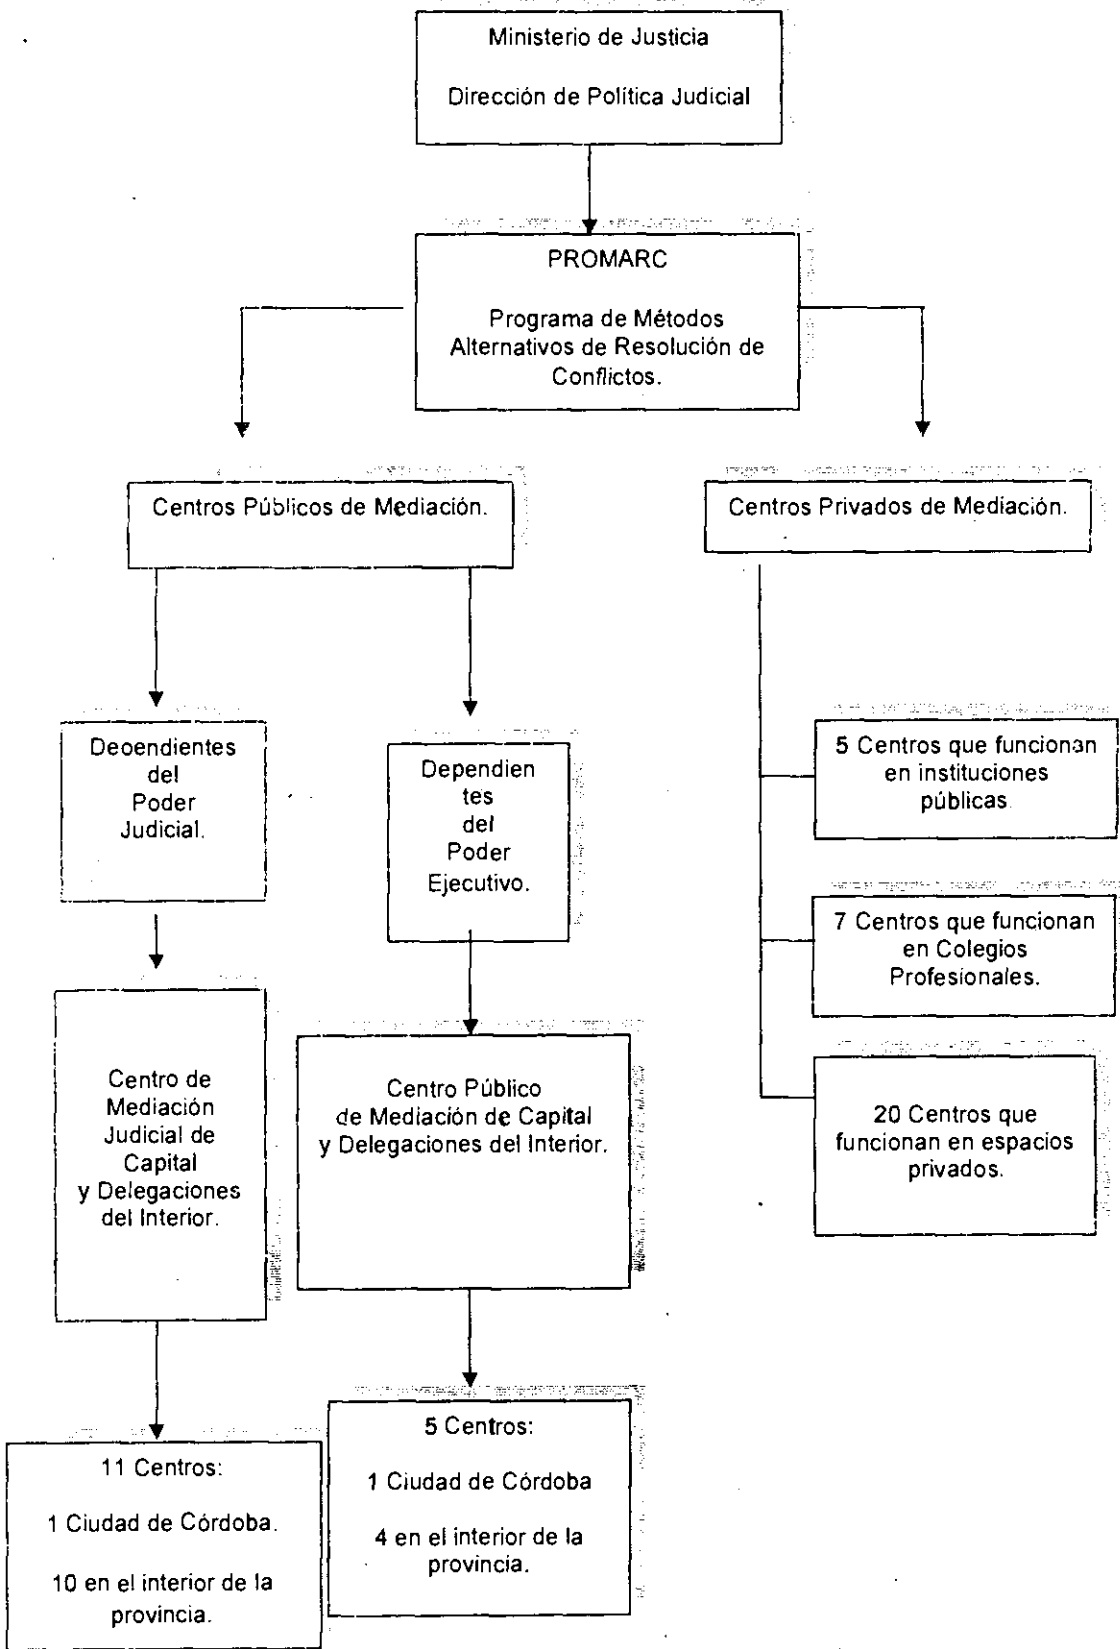 Ministerio de Justicia
Dirección de Política Judicial
PROMARC
Programa de Métodos
Alternativos de Resolución de
Conflictos.
Centros Públicos de Mediación.
Centros Privados de Mediación.
Deoendientes
del
Poder
Judicial.
Dependien
tes
del
Poder
Ejecutivo.
5 Centros que funcionan
en instituciones
públicas.
7 Centros que funcionan
en Colegios
Profesionales.
20 Centros que
funcionan en espacios
privados.
Centro de
Mediación
Judicial de
Capital
y Delegaciones
del Interior.
Centro Público
de Mediación de Capital
y Delegaciones del Interior.
11 Centros:
1 Ciudad de Córdoba.
10 en el interior de la
provincia.
5 Centros:
1 Ciudad de Córdoba
4 en el interior de la
provincia.